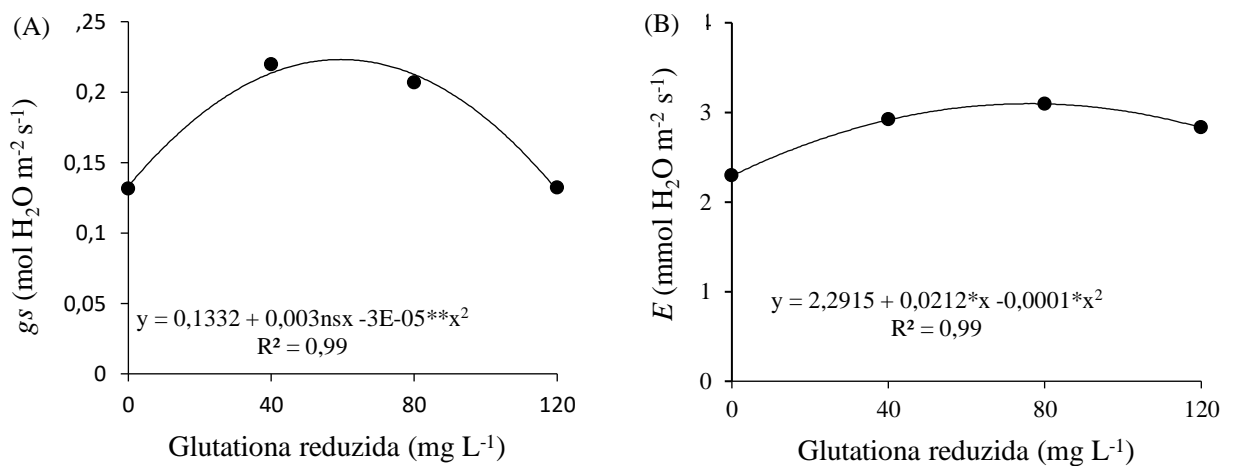 (A)
,25
0,2
0,15
0,1
0,05
0
gs (mol H₂O m⁻² s⁻¹)
y = 0,1332 + 0,003nsx -3E-05**x²
R² = 0,99
0 40 80 120
Glutationa reduzida (mg L⁻¹)
(B)
3
2
1
0
E (mmol H₂O m⁻² s⁻¹)
y = 2,2915 + 0,0212*x -0,0001*x²
R² = 0,99
0 40 80 120
Glutationa reduzida (mg L⁻¹)